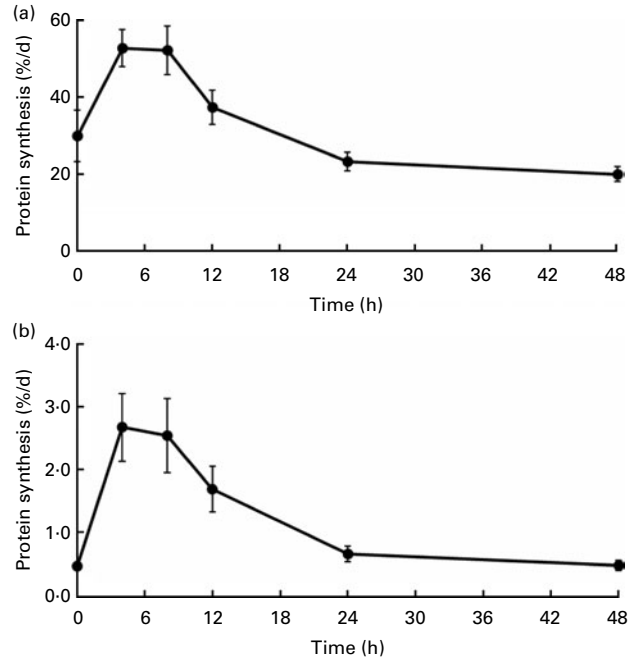 (a)
Protein synthesis (%/d)
60
40
20
0
0 6 12 18 24 30 36 42 48
Time (h)
(b)
Protein synthesis (%/d)
4·0
3·0
2·0
1·0
0·0
0 6 12 18 24 30 36 42 48
Time (h)